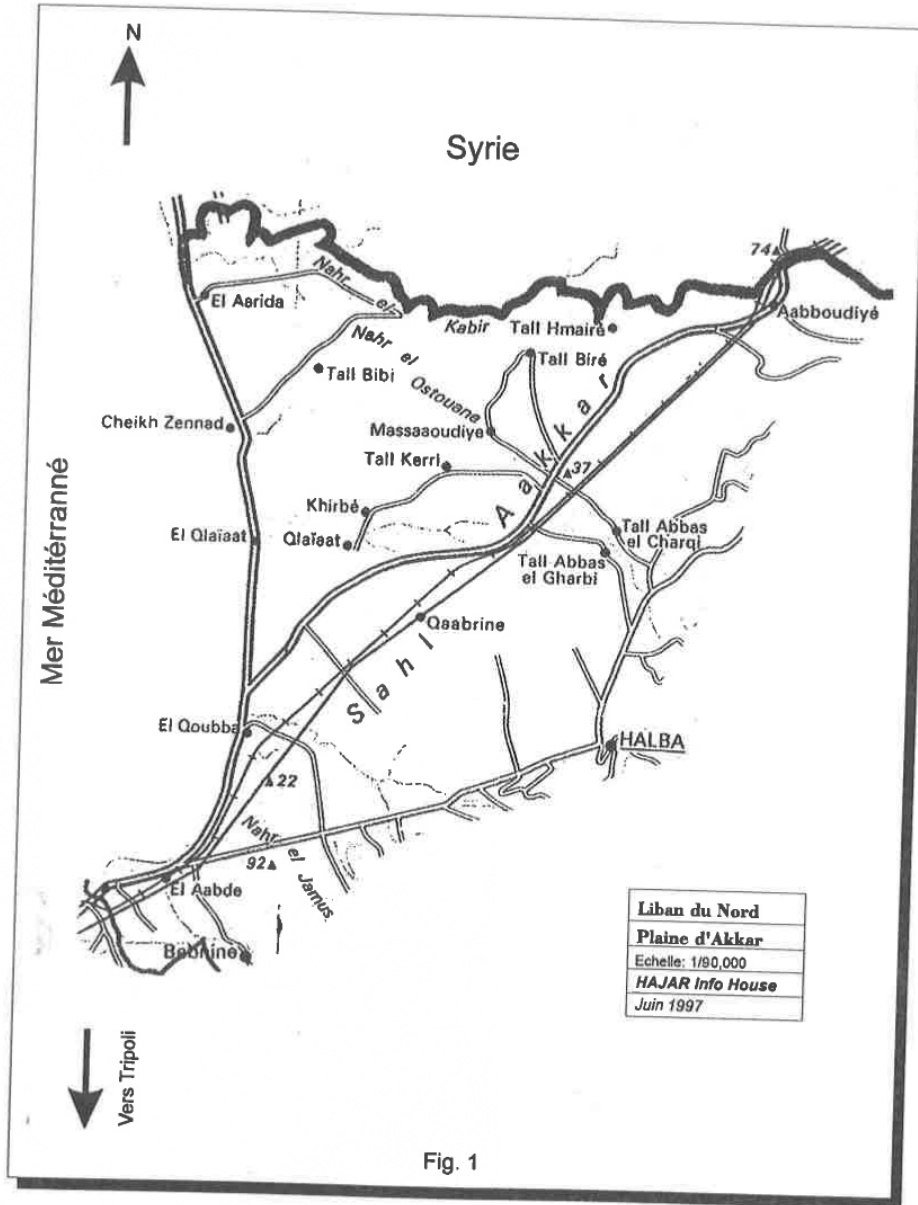 N
Syrie
74
Nahr el
El Aarida
Kabir
Tall Hmairé
Aabboudiyé
Nahr el Ostouane
Tall Biré
Tall Bibi
Cheikh Zennad
Massaaoudiye
Tall Kerri
37
Sahl Aakkar
Khirbé
El Qlaïaat
Qlaïaat
Tall Abbas
el Charqi
Tall Abbas
el Gharbi
Mer Méditérranné
Qaabrine
El Qoubba
HALBA
22
Nahr el Jamus
92
El Aabde
Bebnine
Liban du Nord
Plaine d'Akkar
Echelle: 1/90,000
HAJAR Info House
Juin 1997
Vers Tripoli
Fig. 1